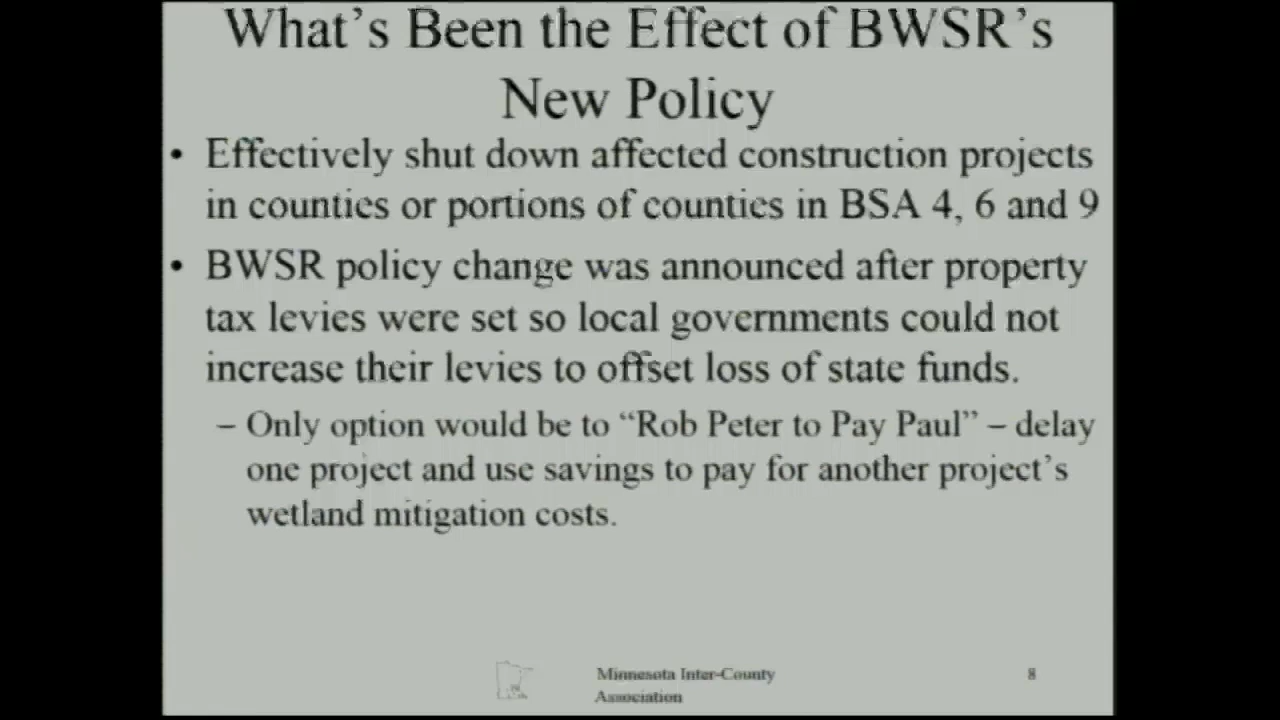 What's Been the Effect of BWSR's
New Policy
• Effectively shut down affected construction projects
in counties or portions of counties in BSA 4, 6 and 9
• BWSR policy change was announced after property
tax levies were set so local governments could not
increase their levies to offset loss of state funds.
– Only option would be to “Rob Peter to Pay Paul” – delay
one project and use savings to pay for another project's
wetland mitigation costs.
Minnesota Inter-County
Association
8